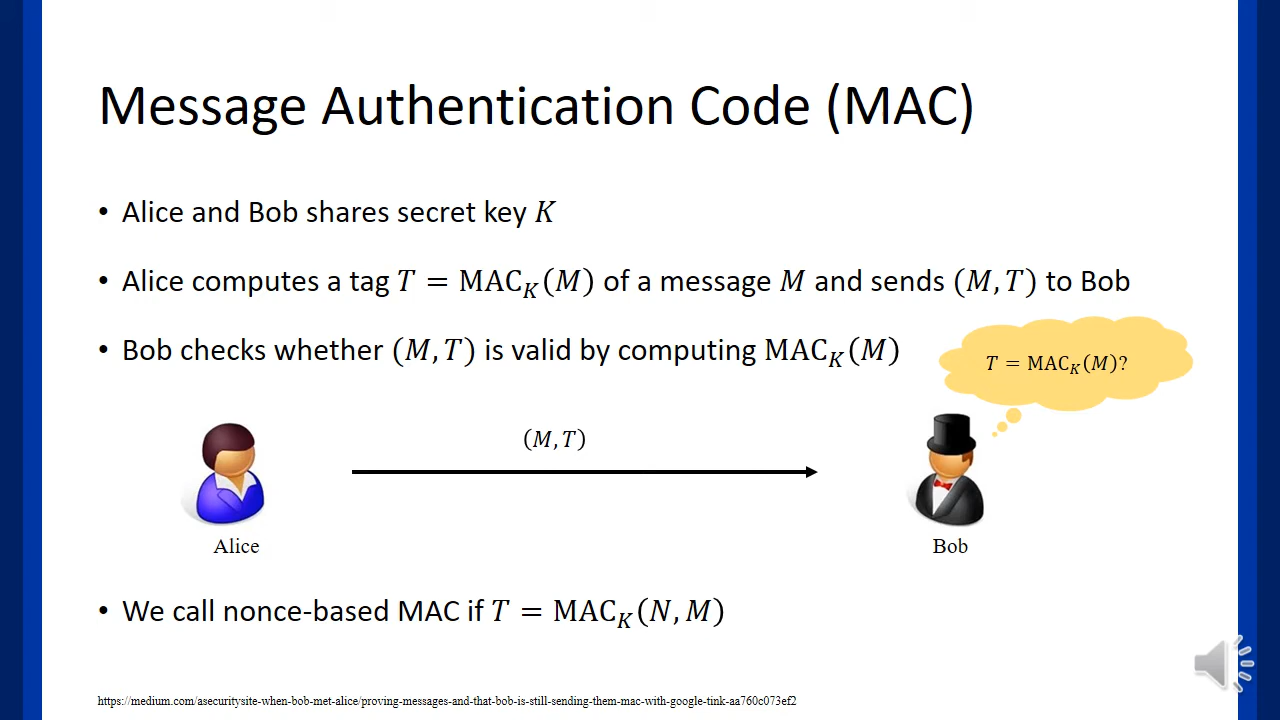 Message Authentication Code (MAC)
• Alice and Bob shares secret key K
• Alice computes a tag T = MAC_K(M) of a message M and sends (M, T) to Bob
• Bob checks whether (M, T) is valid by computing MAC_K(M)
T = MAC_K(M)?
(M, T)
Alice
Bob
• We call nonce-based MAC if T = MAC_K(N, M)
https://medium.com/asecuritysite-when-bob-met-alice/proving-messages-and-that-bob-is-still-sending-them-mac-with-google-tink-aa760c073ef2